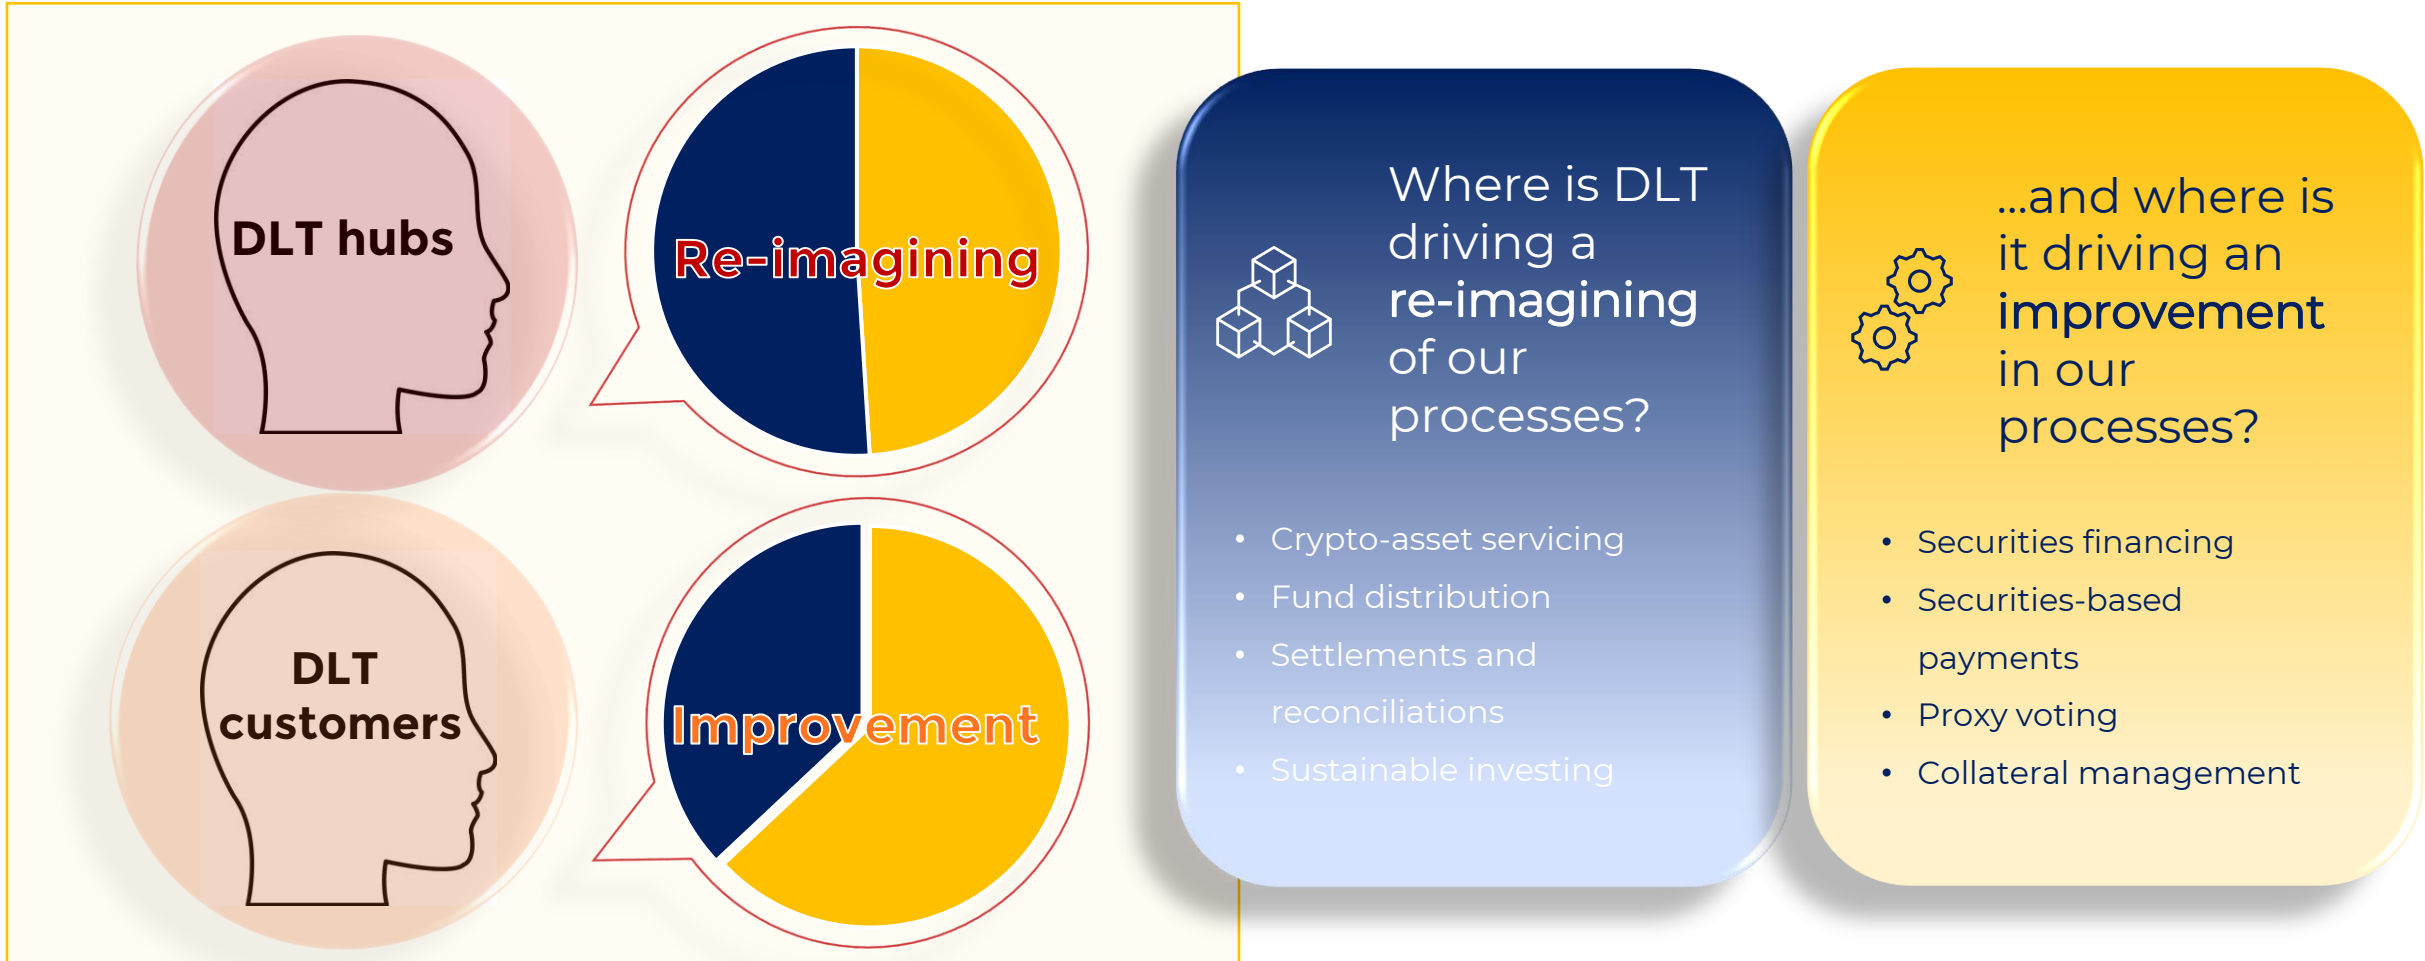 DLT hubs
Re-imagining
DLT
customers
Improvement
Where is DLT
driving a
re-imagining
of our
processes?
• Crypto-asset servicing
• Fund distribution
• Settlements and
reconciliations
• Sustainable investing
...and where is
it driving an
improvement
in our
processes?
• Securities financing
• Securities-based
payments
• Proxy voting
• Collateral management